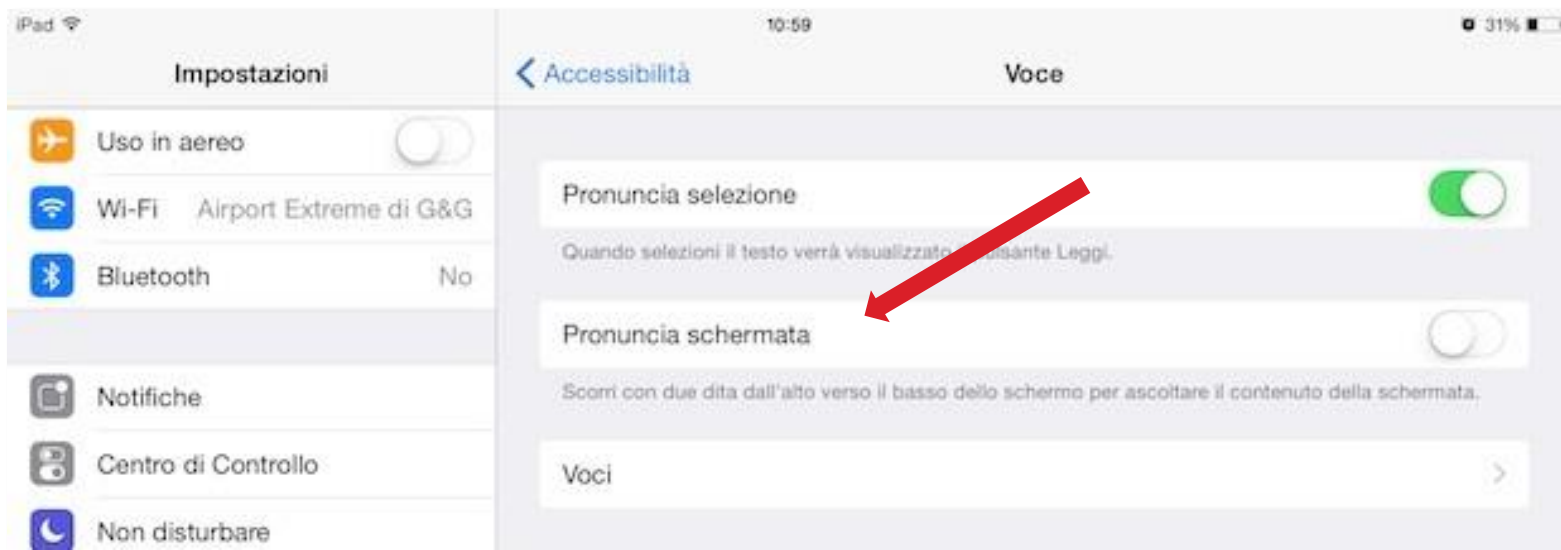 iPad 10:59 31%
Impostazioni
Accessibilità
Voce
Uso in aereo
Wi-Fi Airport Extreme di G&G
Bluetooth No
Notifiche
Centro di Controllo
Non disturbare
Pronuncia selezione
Quando selezioni il testo verrà visualizzato Leggi.
Pronuncia schermata
Scorri con due dita dall'alto verso il basso dello schermo per ascoltare il contenuto della schermata.
Voci